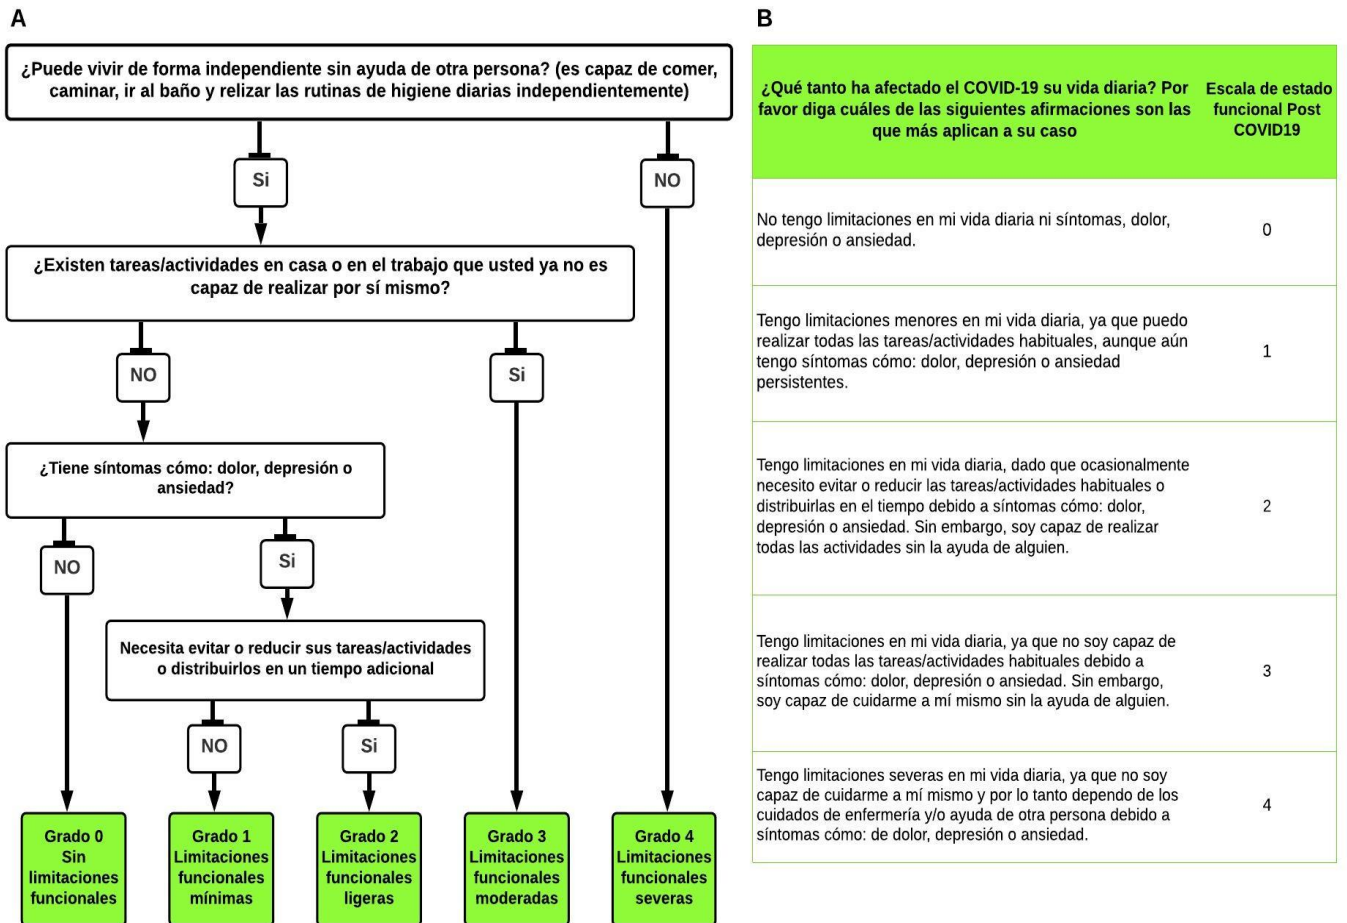 A
¿Puede vivir de forma independiente sin ayuda de otra persona? (es capaz de comer,
caminar, ir al baño y relizar las rutinas de higiene diarias independientemente)
Si
NO
¿Existen tareas/actividades en casa o en el trabajo que usted ya no es
capaz de realizar por sí mismo?
NO
Si
¿Tiene síntomas cómo: dolor, depresión o
ansiedad?
NO
Si
Necesita evitar o reducir sus tareas/actividades
o distribuirlos en un tiempo adicional
NO
Si
Grado 0
Sin
limitaciones
funcionales
Grado 1
Limitaciones
funcionales
mínimas
Grado 2
Limitaciones
funcionales
ligeras
Grado 3
Limitaciones
funcionales
moderadas
Grado 4
Limitaciones
funcionales
severas
B
¿Qué tanto ha afectado el COVID-19 su vida diaria? Por
favor diga cuáles de las siguientes afirmaciones son las
que más aplican a su caso
Escala de estado
funcional Post
COVID19
No tengo limitaciones en mi vida diaria ni síntomas, dolor,
depresión o ansiedad.
0
Tengo limitaciones menores en mi vida diaria, ya que puedo
realizar todas las tareas/actividades habituales, aunque aún
tengo síntomas cómo: dolor, depresión o ansiedad
persistentes.
1
Tengo limitaciones en mi vida diaria, dado que ocasionalmente
necesito evitar o reducir las tareas/actividades habituales o
distribuirlas en el tiempo debido a síntomas cómo: dolor,
depresión o ansiedad. Sin embargo, soy capaz de realizar
todas las actividades sin la ayuda de alguien.
2
Tengo limitaciones en mi vida diaria, ya que no soy capaz de
realizar todas las tareas/actividades habituales debido a
síntomas cómo: dolor, depresión o ansiedad. Sin embargo,
soy capaz de cuidarme a mí mismo sin la ayuda de alguien.
3
Tengo limitaciones severas en mi vida diaria, ya que no soy
capaz de cuidarme a mí mismo y por lo tanto dependo de los
cuidados de enfermería y/o ayuda de otra persona debido a
síntomas cómo: de dolor, depresión o ansiedad.
4